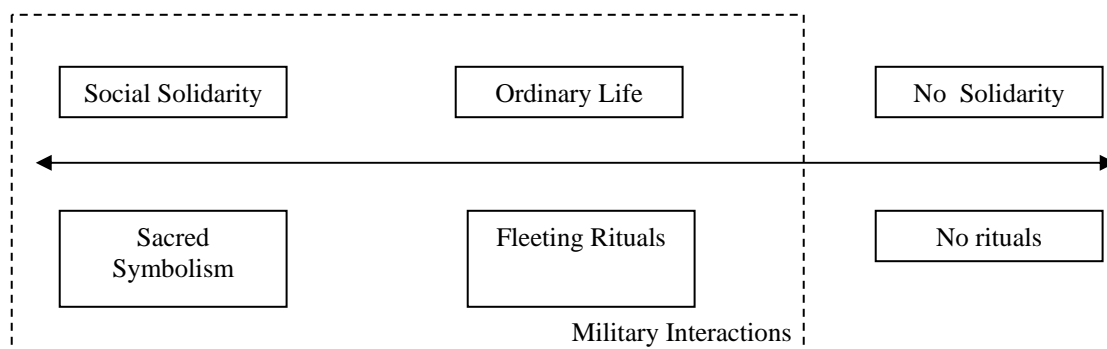 Social Solidarity
Ordinary Life
No Solidarity
Sacred
Symbolism
Fleeting Rituals
No rituals
Military Interactions